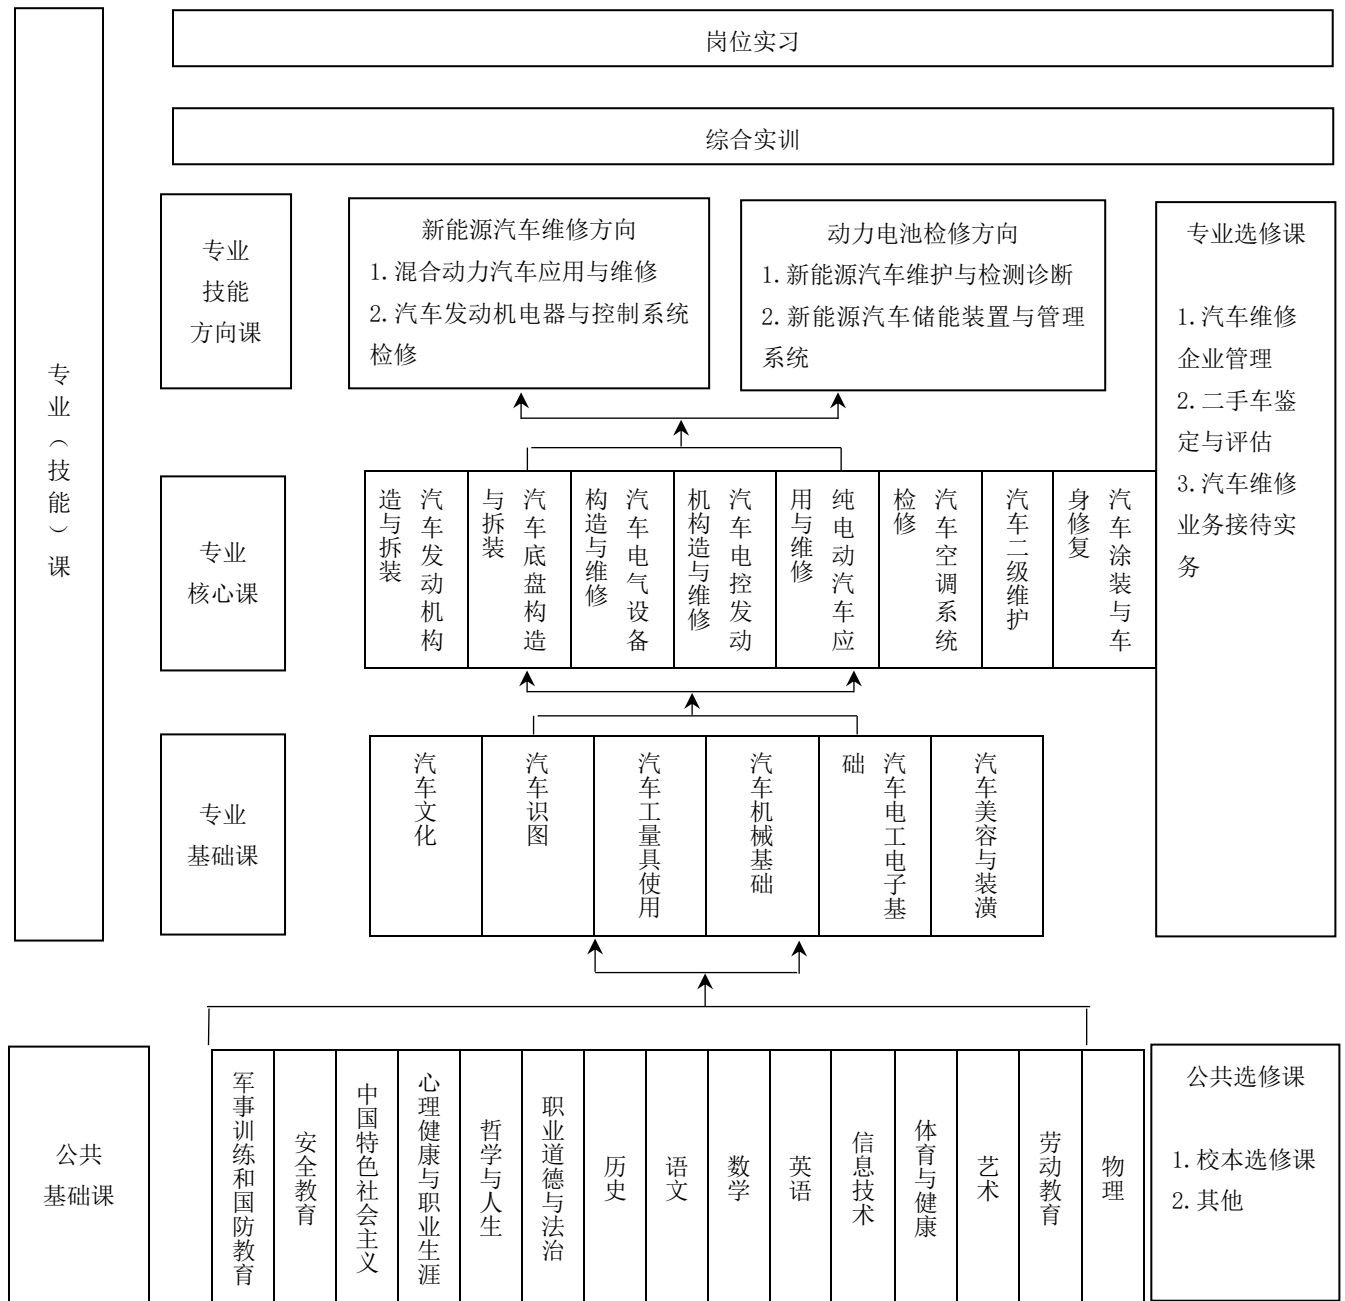 岗位实习
综合实训
专业（技能）课
专业
技能
方向课
新能源汽车维修方向
1.混合动力汽车应用与维修
2.汽车发动机电器与控制系统
检修
动力电池检修方向
1.新能源汽车维护与检测诊断
2.新能源汽车储能装置与管理
系统
专业选修课
1.汽车维修
企业管理
2.二手车鉴
定与评估
3.汽车维修
业务接待实
务
专业
核心课
汽车发动机构
造与拆装
汽车底盘构造
与拆装
汽车电气设备
构造与维修
汽车电控发动
机构造与维修
纯电动汽车应
用与维修
汽车空调系统
检修
汽车二级维护
汽车涂装与车
身修复
专业
基础课
汽车文化
汽车识图
汽车工量具使用
汽车机械基础
汽车电工电子基
础
汽车美容与装潢
公共
基础课
军事训练和国防教育
安全教育
中国特色社会主义
心理健康与职业生涯
哲学与人生
职业道德与法治
历史
语文
数学
英语
信息技术
体育与健康
艺术
劳动教育
物理
公共选修课
1.校本选修课
2.其他